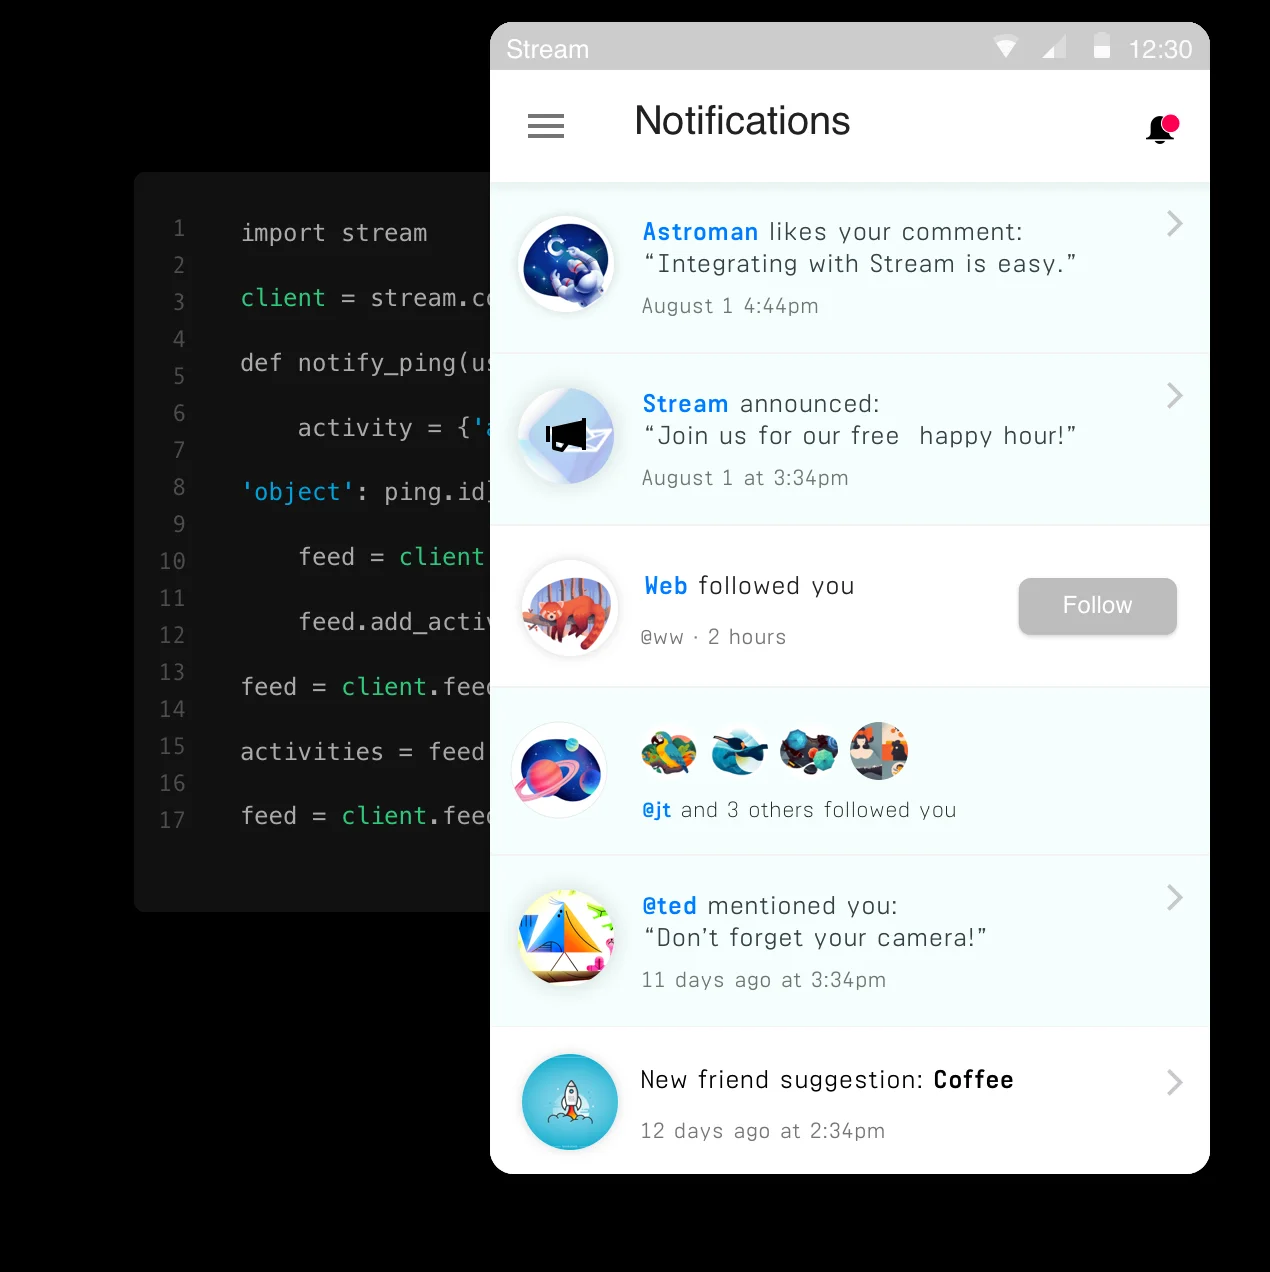 Stream 12:30
Notifications
1
2
3
4
5
6
7
8
9
10
11
12
13
14
15
16
17
import stream
client = stream.
def notify_ping(
activity = {'
'object': ping.id
feed = client
feed.
feed = client.
activities = feed
feed = client.
Astroman likes your comment:
“Integrating with Stream is easy.”
August 1 4:44pm
Stream announced:
“Join us for our free happy hour!”
August 1 at 3:34pm
Web followed you
Follow
@ww · 2 hours
@jt and 3 others followed you
@ted mentioned you:
“Don’t forget your camera!”
11 days ago at 3:34pm
New friend suggestion: Coffee
12 days ago at 2:34pm